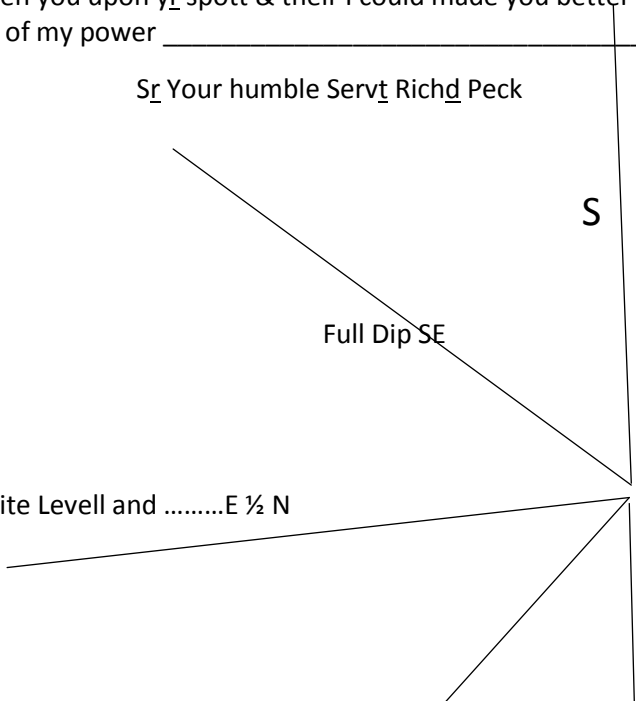 en you upon yr spott & their I could made you better
of my power ___________________________________
Sr Your humble Servt Richd Peck
S
Full Dip SE
ite Levell and .........E ½ N